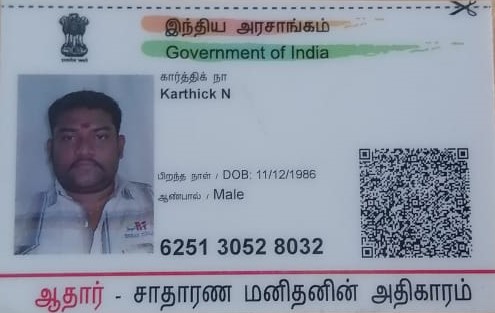 இந்திய அரசாங்கம்
Government of India
கார்த்திக் நா
Karthick N
பிறந்த நாள் / DOB: 11/12/1986
ஆண்பால் / Male
6251 3052 8032
ஆதார் - சாதாரண மனிதனின் அதிகாரம்